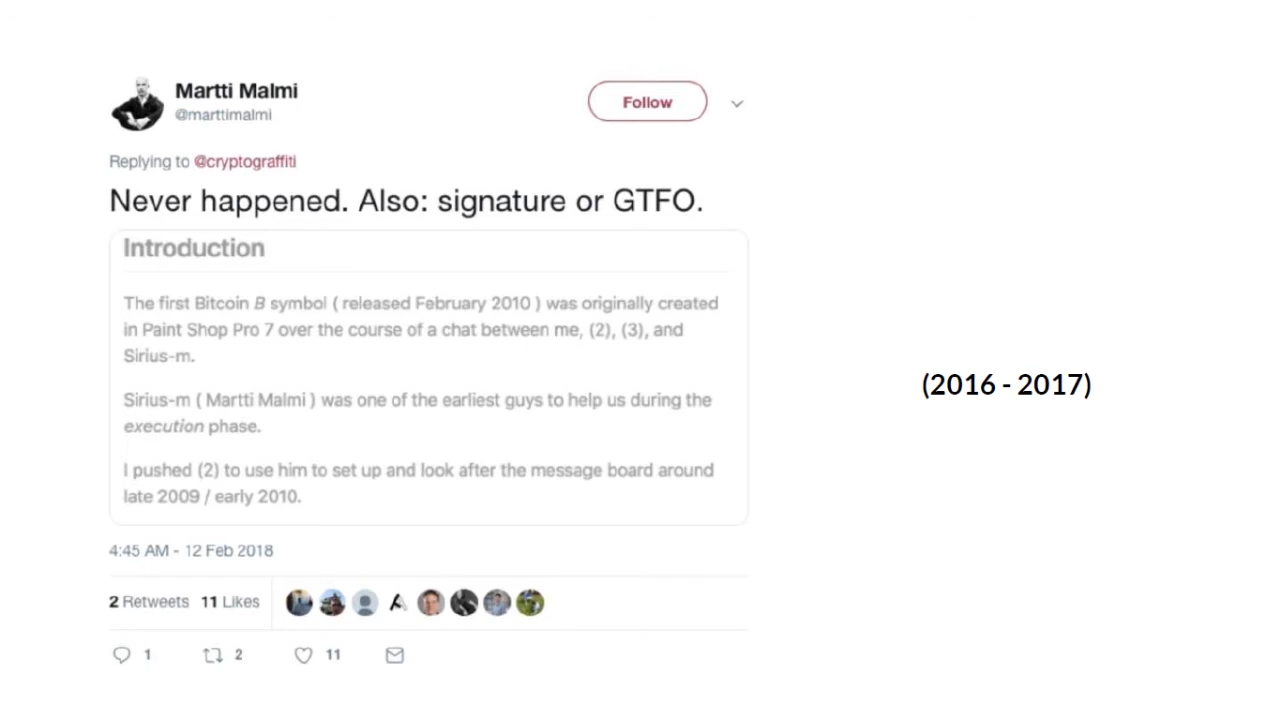 Martti Malmi
@marttimalmi
Follow
Replying to @cryptograffiti
Never happened. Also: signature or GTFO.
Introduction
The first Bitcoin B symbol ( released February 2010 ) was originally created
in Paint Shop Pro 7 over the course of a chat between me, (2), (3), and
Sirius-m.
Sirius-m ( Martti Malmi ) was one of the earliest guys to help us during the
execution phase.
I pushed (2) to use him to set up and look after the message board around
late 2009 / early 2010.
4:45 AM - 12 Feb 2018
2 Retweets 11 Likes
1 2 11
(2016 - 2017)